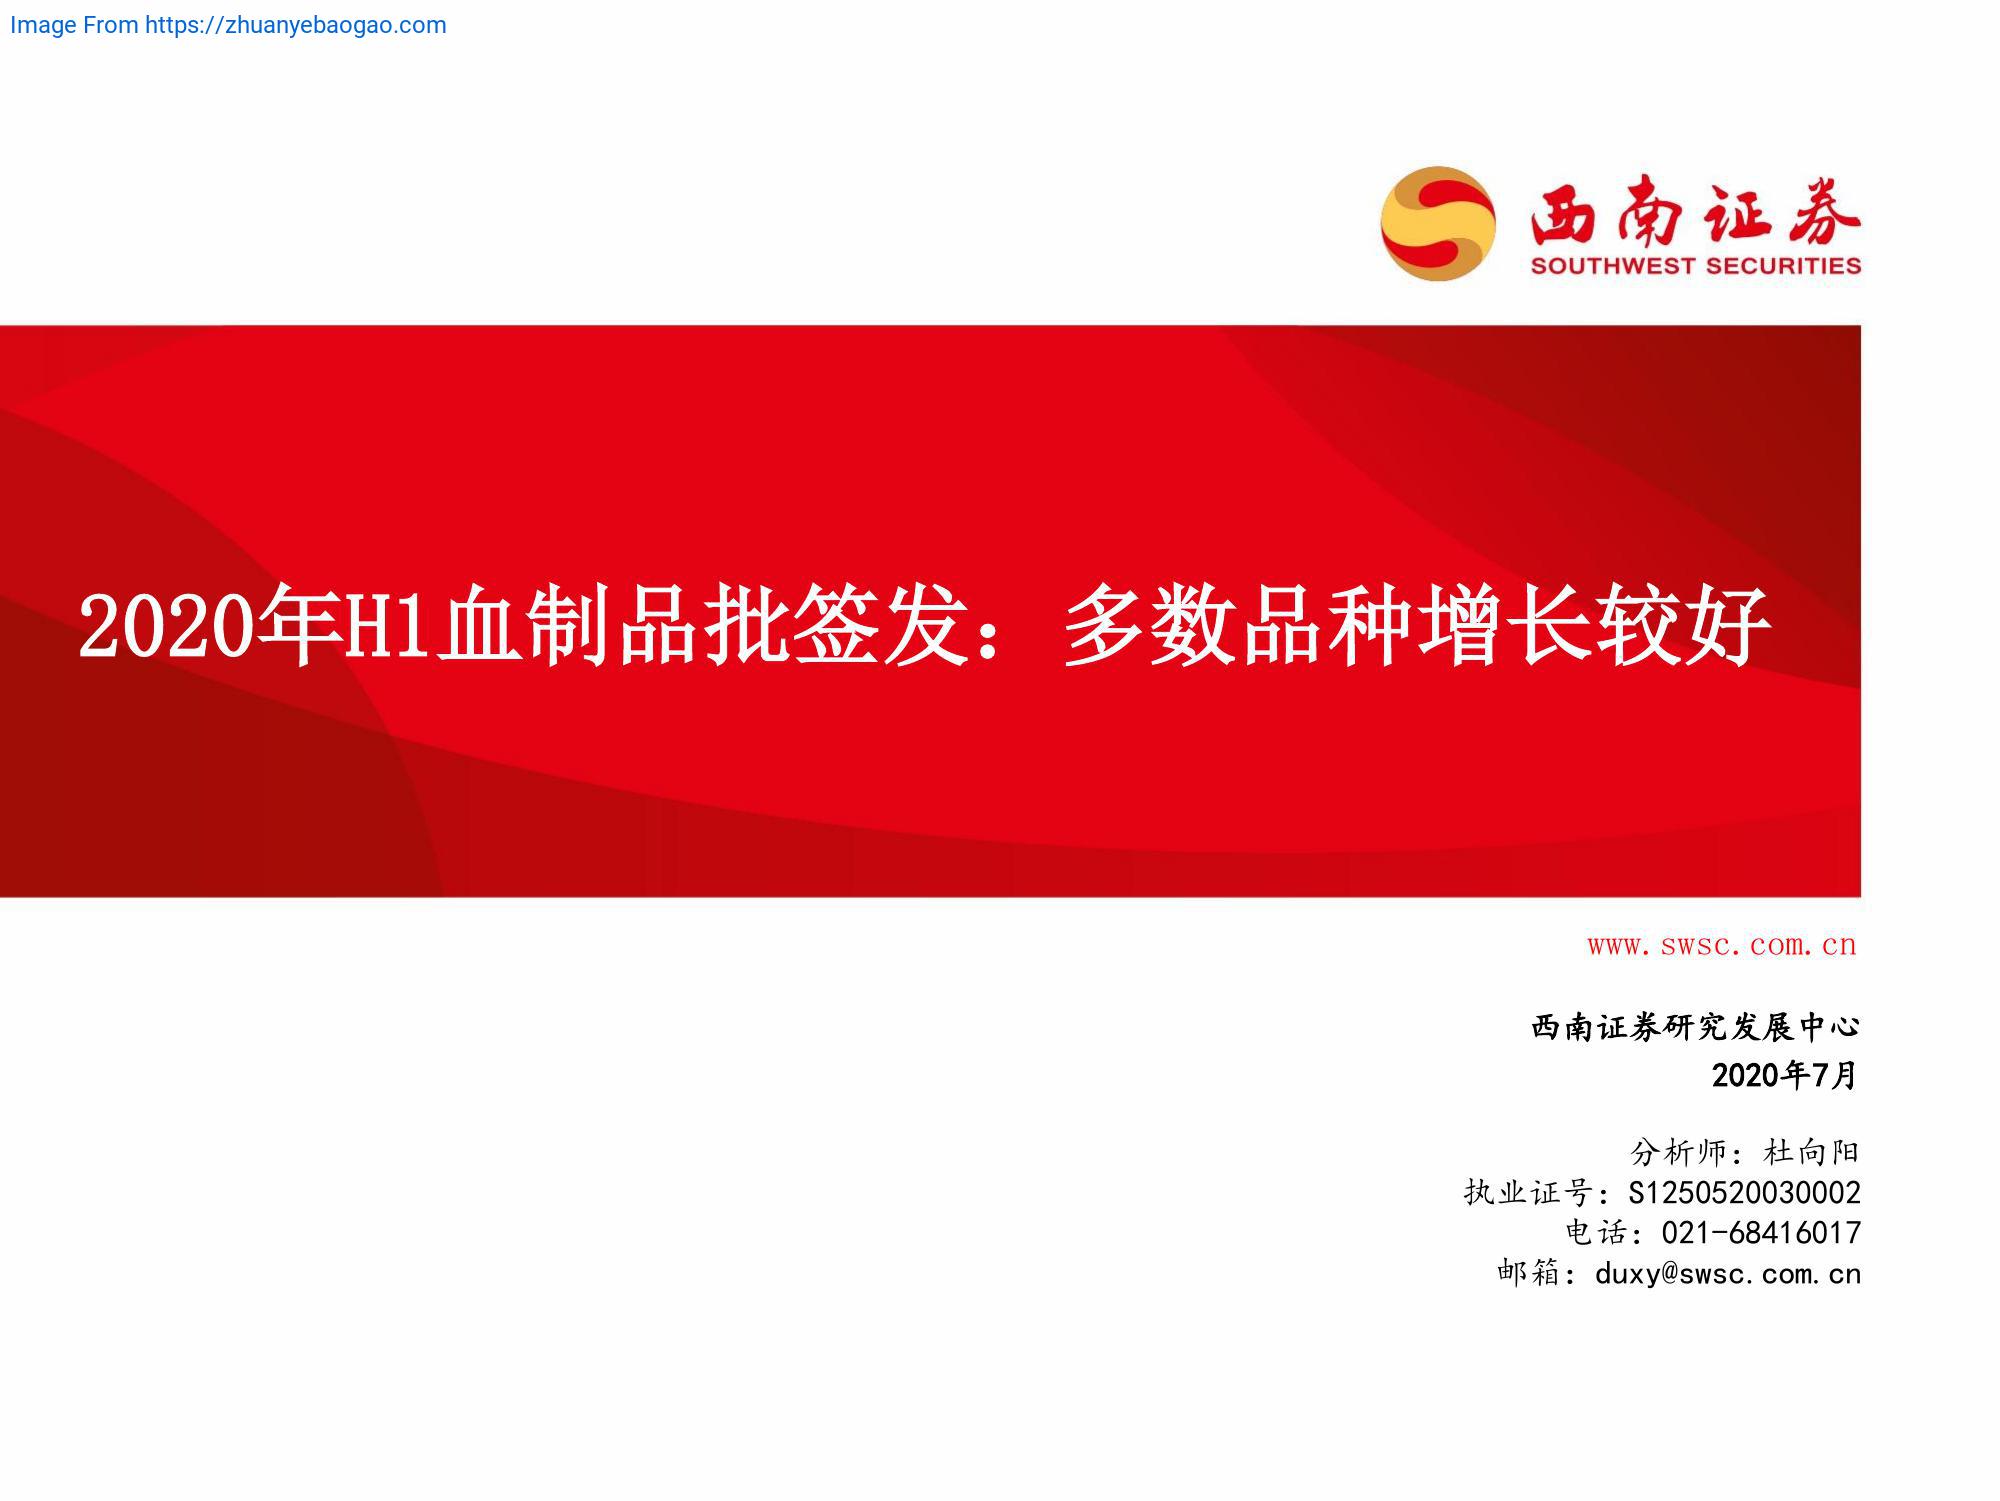 Image From https://zhuanyebaogao.com
西南证券
SOUTHWEST SECURITIES
2020年H1血制品批签发：多数品种增长较好
www.swsc.com.cn
西南证券研究发展中心
2020年7月
分析师：杜向阳
执业证号：S1250520030002
电话：021-68416017
邮箱：duxy@swsc.com.cn